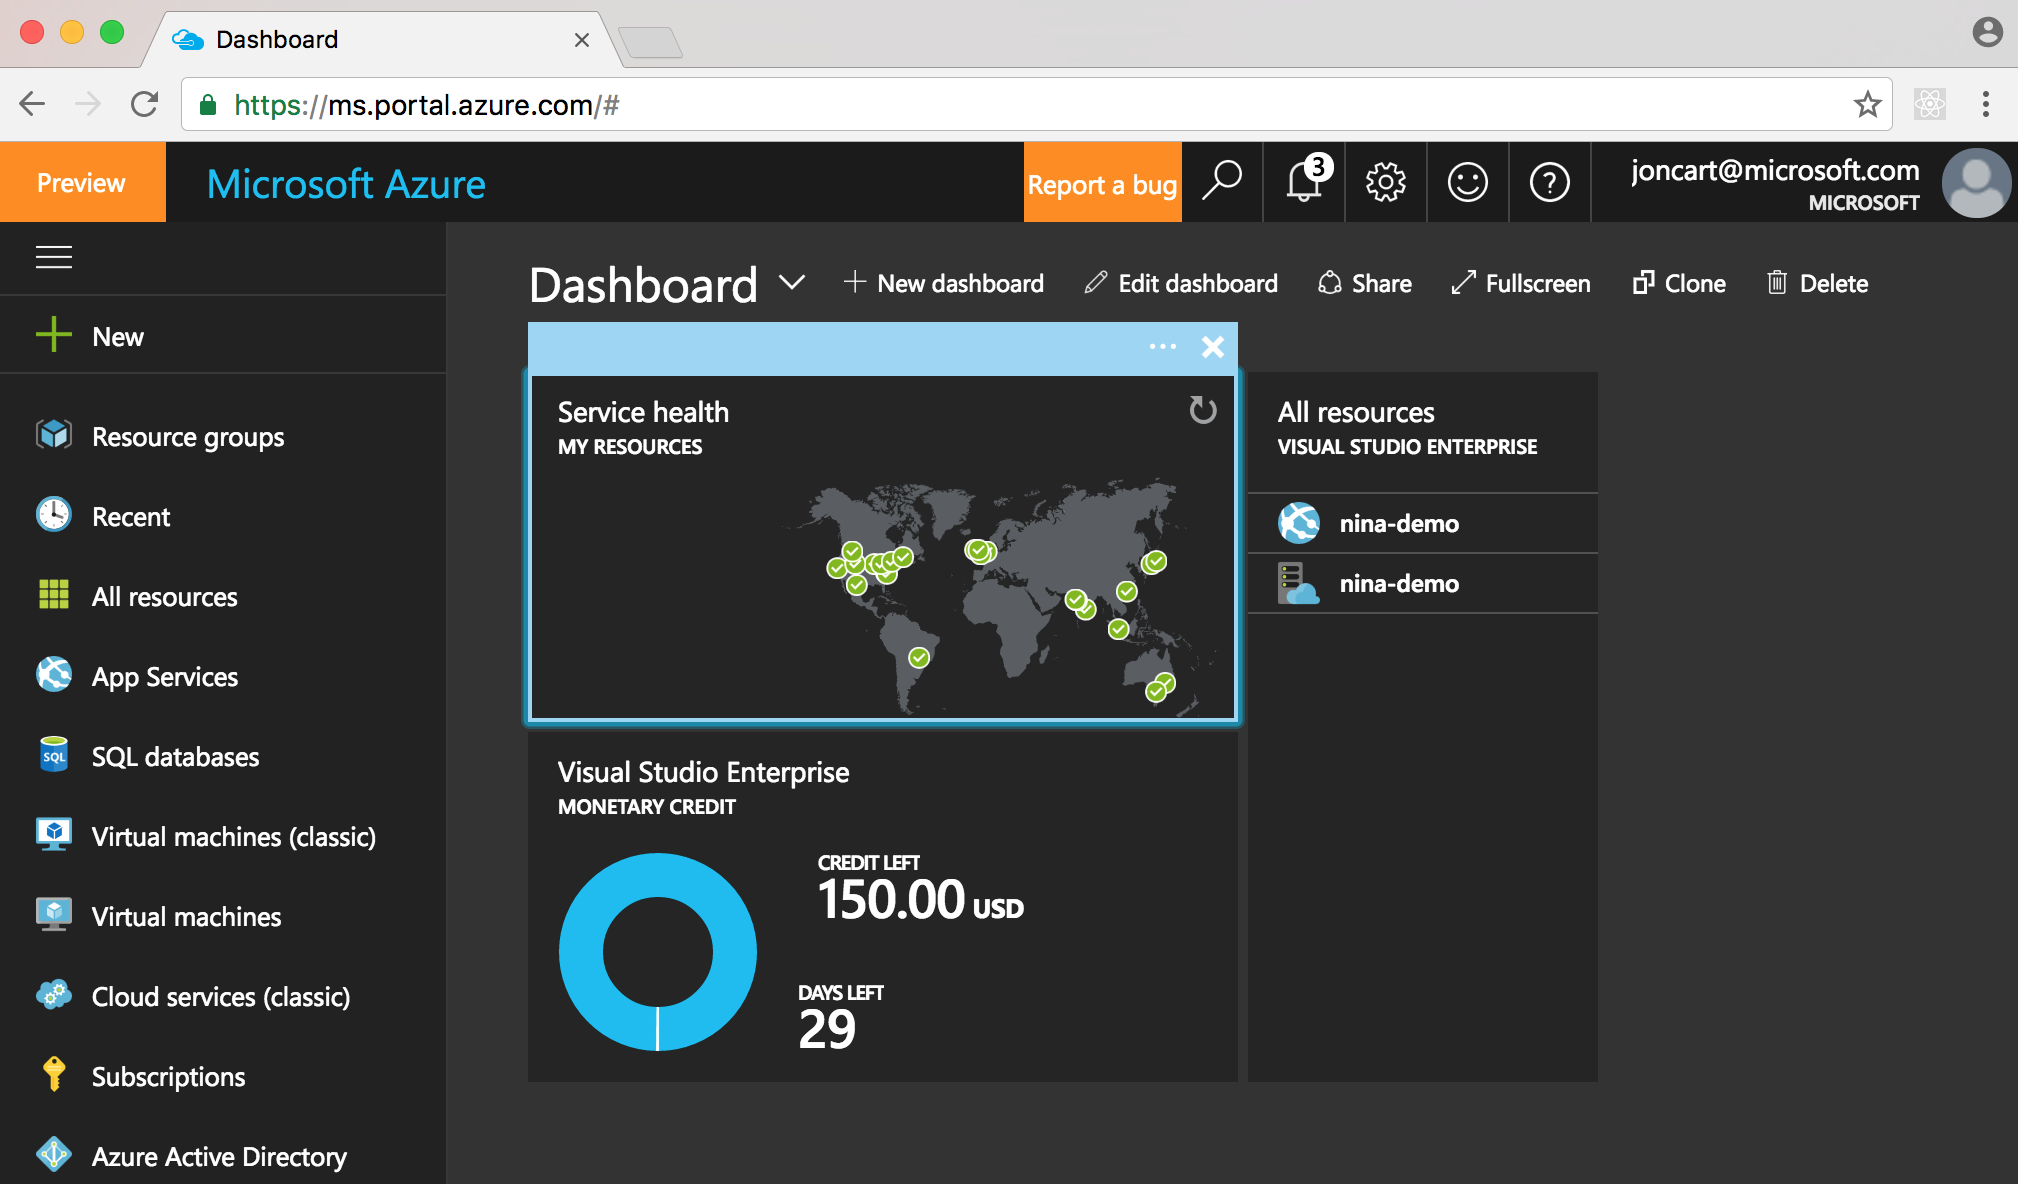 Dashboard
https://ms.portal.azure.com/#
Preview
Microsoft Azure
Report a bug
3
joncart@microsoft.com
MICROSOFT
Dashboard
New dashboard
Edit dashboard
Share
Fullscreen
Clone
Delete
New
Resource groups
Recent
All resources
App Services
SQL
SQL databases
Virtual machines (classic)
Virtual machines
Cloud services (classic)
Subscriptions
Azure Active Directory
Service health
MY RESOURCES
All resources
VISUAL STUDIO ENTERPRISE
nina-demo
nina-demo
Visual Studio Enterprise
MONETARY CREDIT
CREDIT LEFT
150.00 USD
DAYS LEFT
29